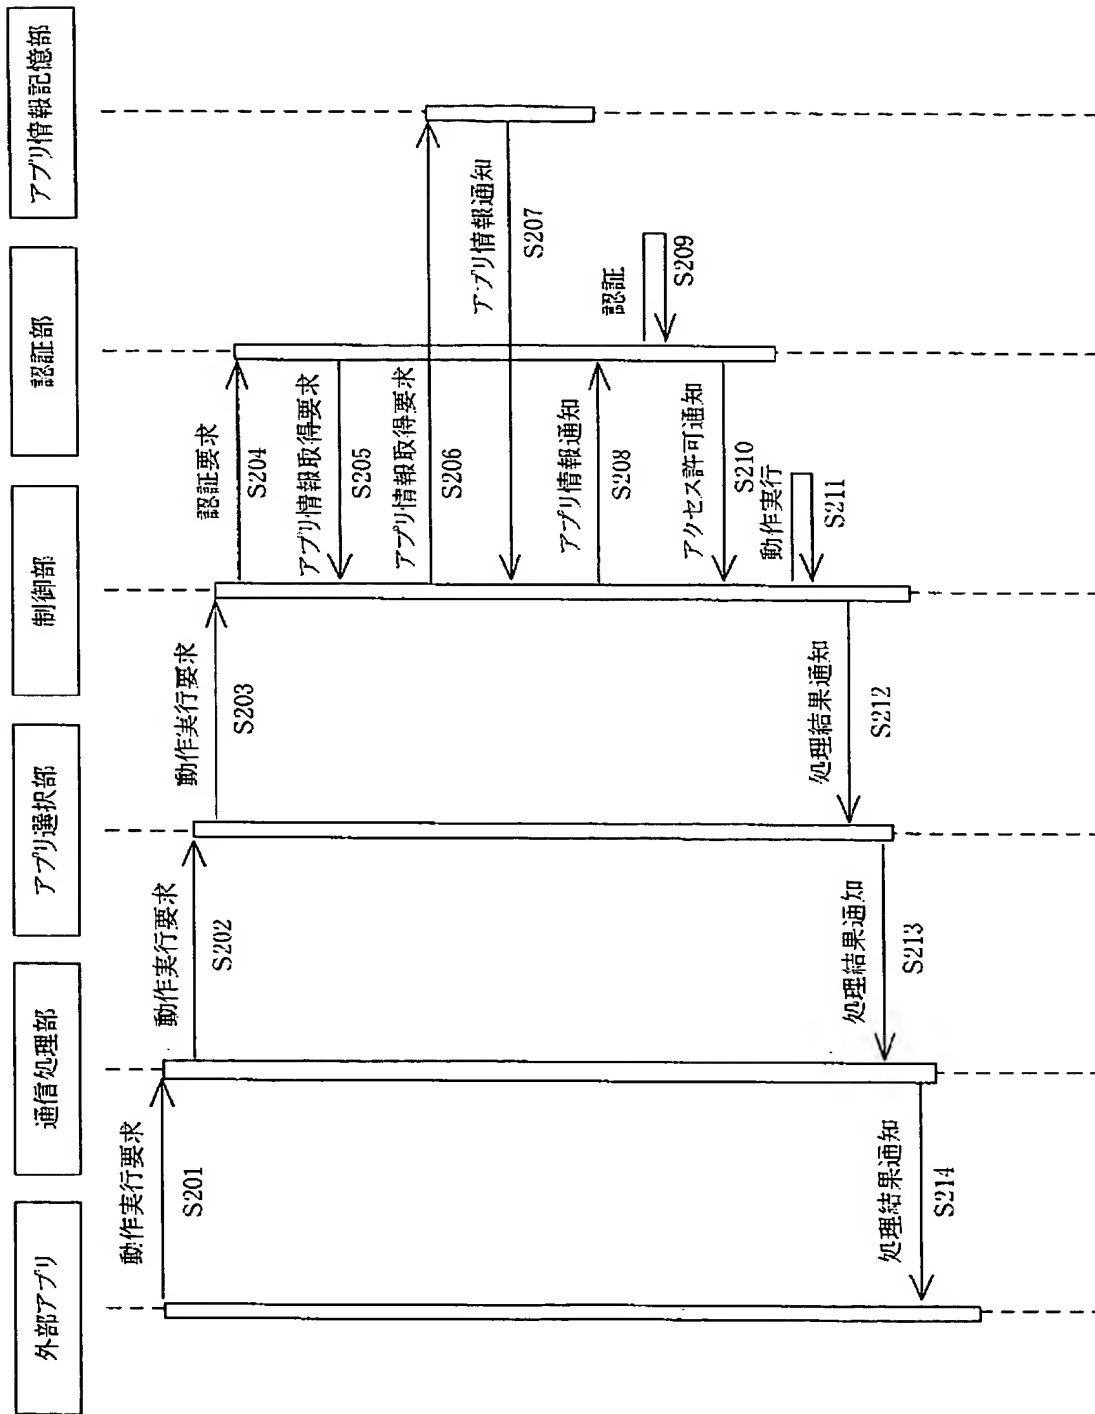 外部アプリ
通信処理部
アプリ選択部
制御部
認証部
アプリ情報記憶部
動作実行要求
S201
動作実行要求
S202
動作実行要求
S203
認証要求
S204
アプリ情報取得要求
S205
アプリ情報取得要求
S206
アプリ情報通知
S207
アプリ情報通知
S208
認証
S209
アクセス許可通知
S210
動作実行
S211
処理結果通知
S212
処理結果通知
S213
処理結果通知
S214